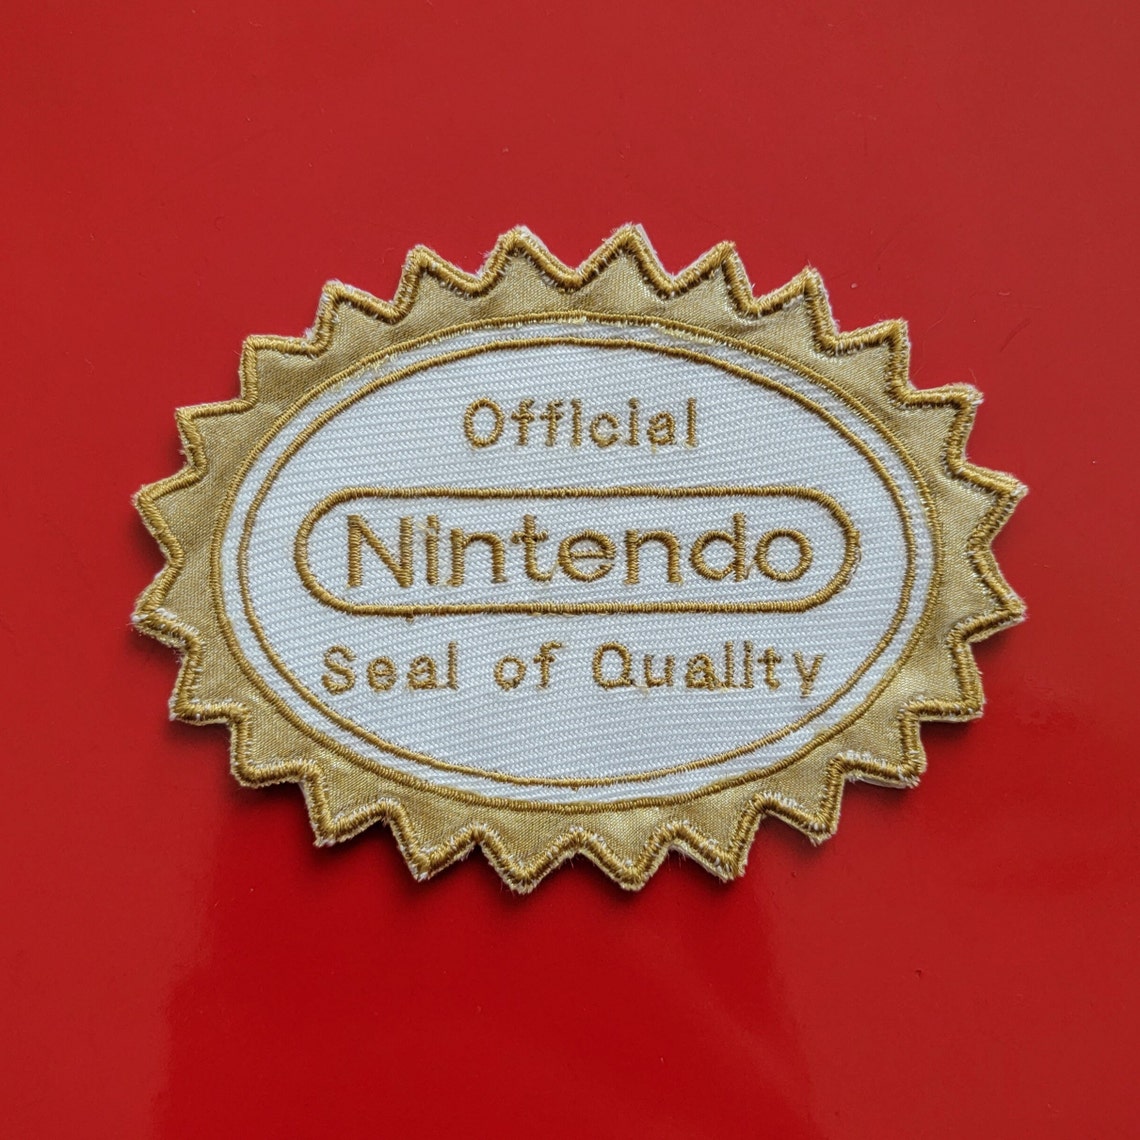 Official
Nintendo
Seal of Quality